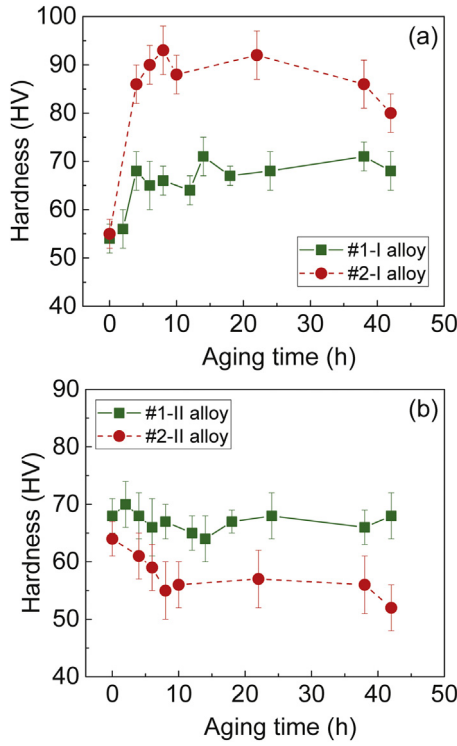 (a)
100
90
80
70
60
50
40
Hardness (HV)
#1-I alloy
#2-I alloy
0 10 20 30 40 50
Aging time (h)
(b)
90
80
70
60
50
40
Hardness (HV)
#1-II alloy
#2-II alloy
0 10 20 30 40 50
Aging time (h)